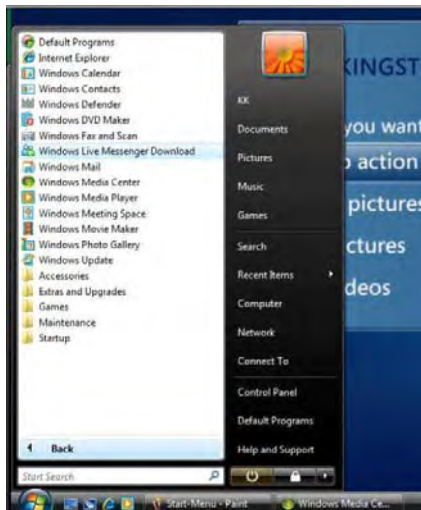 Default Programs
Internet Explorer
Windows Calendar
Windows Contacts
Windows Defender
Windows DVD Maker
Windows Fax and Scan
Windows Live Messenger Download
Windows Mail
Windows Media Center
Windows Media Player
Windows Meeting Space
Windows Movie Maker
Windows Photo Gallery
Windows Update
Accessories
Extras and Upgrades
Games
Maintenance
Startup
Back
Start Search
KK
Documents
Pictures
Music
Games
Search
Recent Items
Computer
Network
Connect To
Control Panel
Default Programs
Help and Support
KINGST
you want
action
pictures
ctures
deos
Start-Menu - Paint
Windows Media Ce...